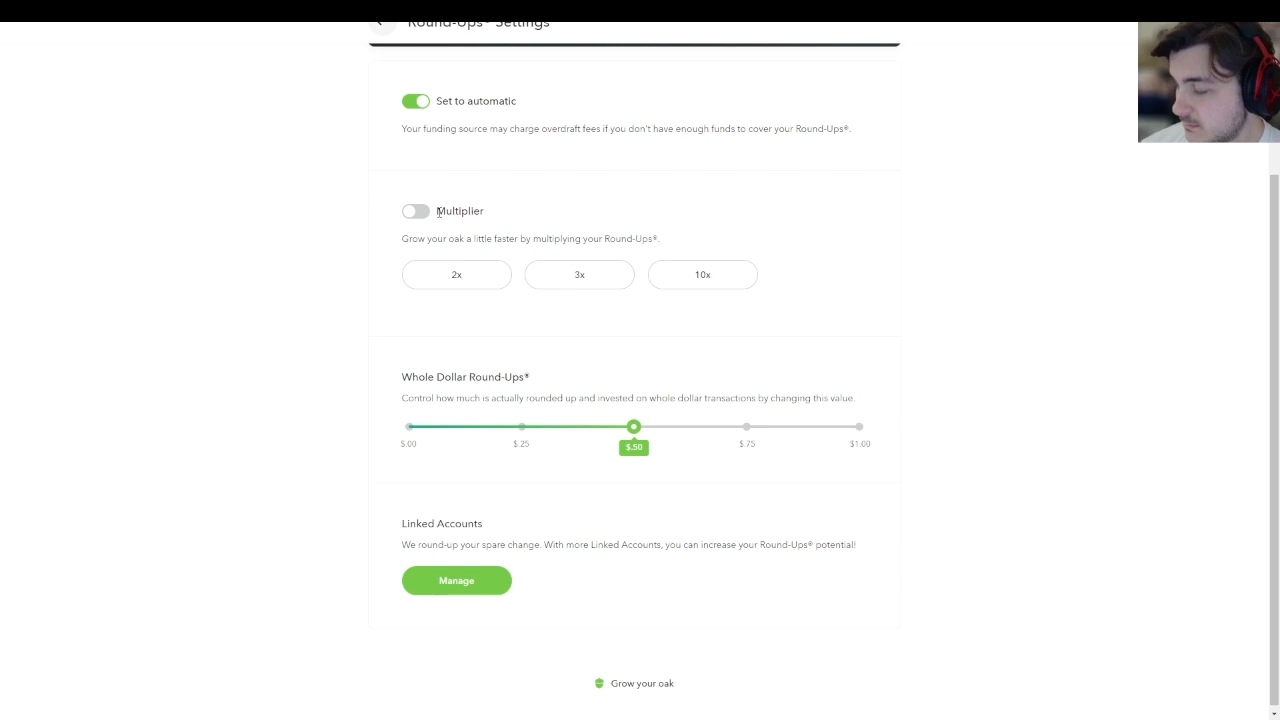 Round-Ups® Settings
Set to automatic
Your funding source may charge overdraft fees if you don't have enough funds to cover your Round-Ups®.
Multiplier
Grow your oak a little faster by multiplying your Round-Ups®.
2x 3x 10x
Whole Dollar Round-Ups®
Control how much is actually rounded up and invested on whole dollar transactions by changing this value.
$.00 $.25 $.50 $.75 $1.00
Linked Accounts
We round-up your spare change. With more Linked Accounts, you can increase your Round-Ups® potential!
Manage
Grow your oak